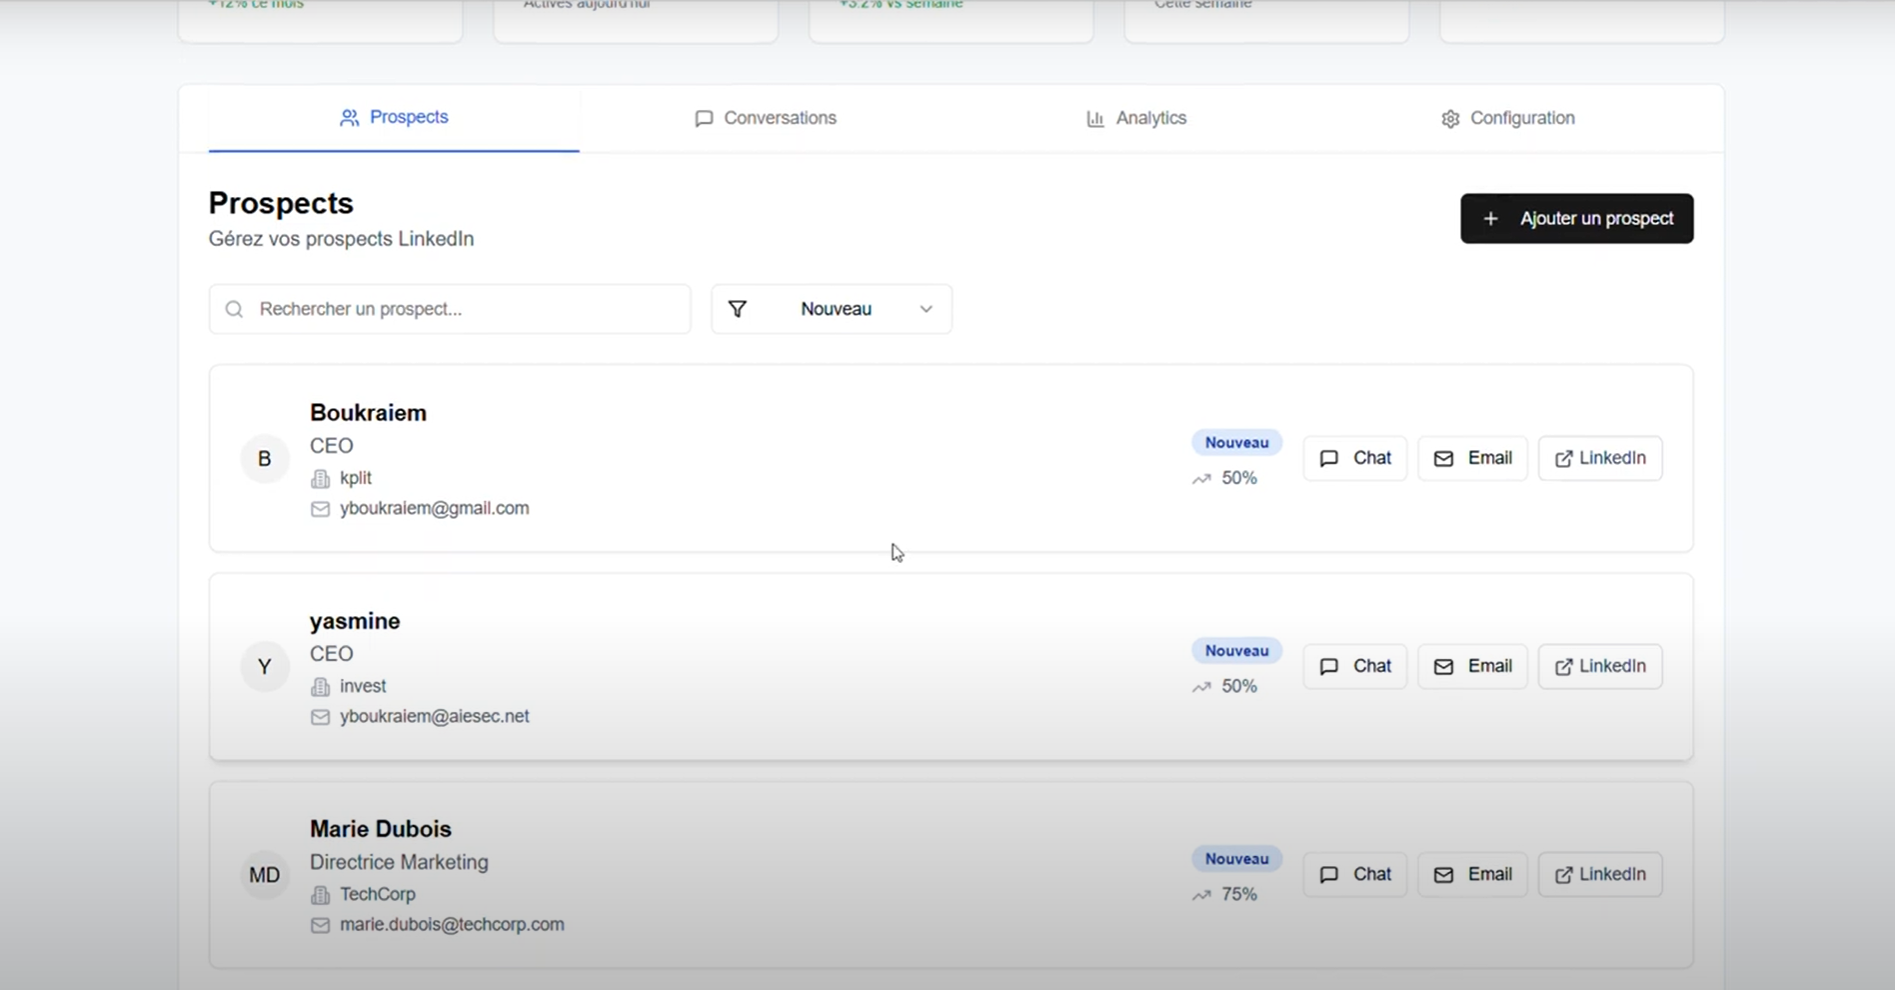 +12% ce mois
Actives aujourd'hui
+3.2% vs semaine
Cette semaine
Prospects
Conversations
Analytics
Configuration
Prospects
Gérez vos prospects LinkedIn
+ Ajouter un prospect
Rechercher un prospect...
Nouveau
B
Boukraiem
CEO
kplit
yboukraiem@gmail.com
Nouveau
50%
Chat
Email
LinkedIn
Y
yasmine
CEO
invest
yboukraiem@aiesec.net
Nouveau
50%
Chat
Email
LinkedIn
MD
Marie Dubois
Directrice Marketing
TechCorp
marie.dubois@techcorp.com
Nouveau
75%
Chat
Email
LinkedIn